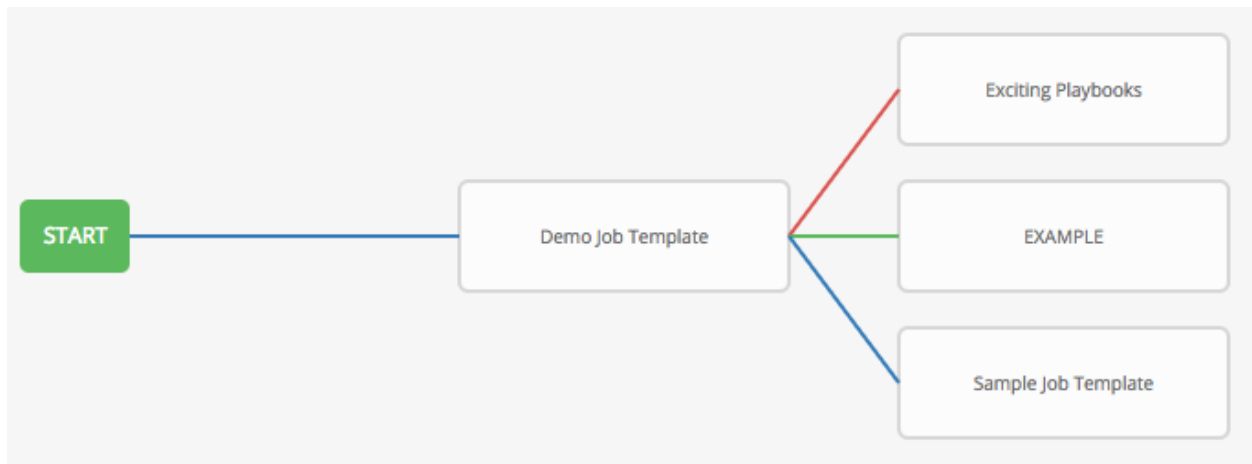 START
Demo Job Template
Exciting Playbooks
EXAMPLE
Sample Job Template